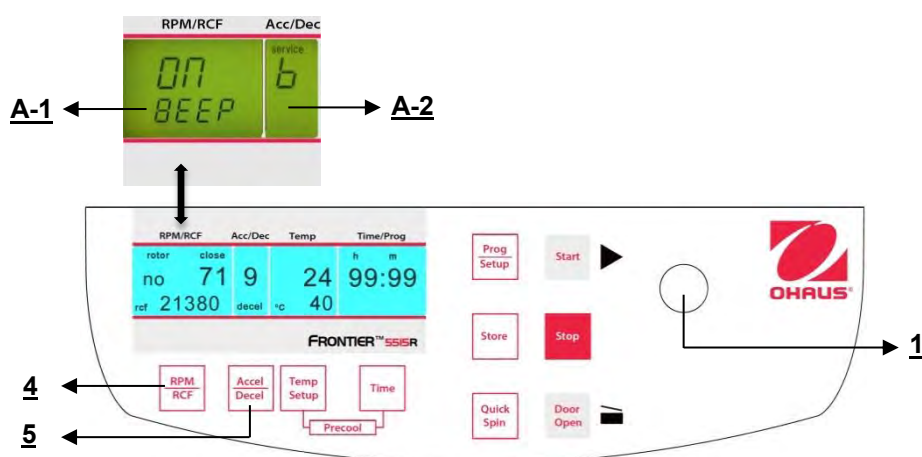 RPM/RCF Acc/Dec
service
ON b
BEEP
A-1 A-2
RPM/RCF Acc/Dec Temp Time/Prog
rotor close h m
no 71 9 24 99:99
rcf 21380 decel °C 40
FRONTIER™ 5515R
RPM
RCF
Accel
Decel
Temp
Setup
Time
Precool
Prog
Setup
Start
Store
Stop
Quick
Spin
Door
Open
OHAUS®
1
4
5